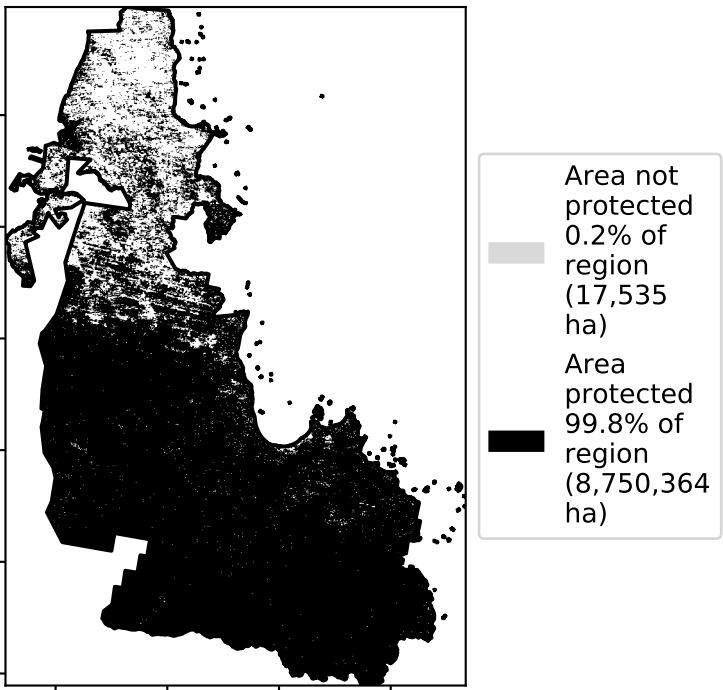 Area not
protected
0.2% of
region
(17,535
ha)
Area
protected
99.8% of
region
(8,750,364
ha)